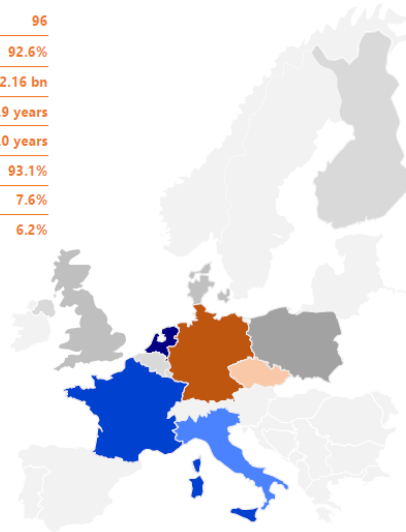 96
92.6%
2.16 bn
.9 years
.0 years
93.1%
7.6%
6.2%